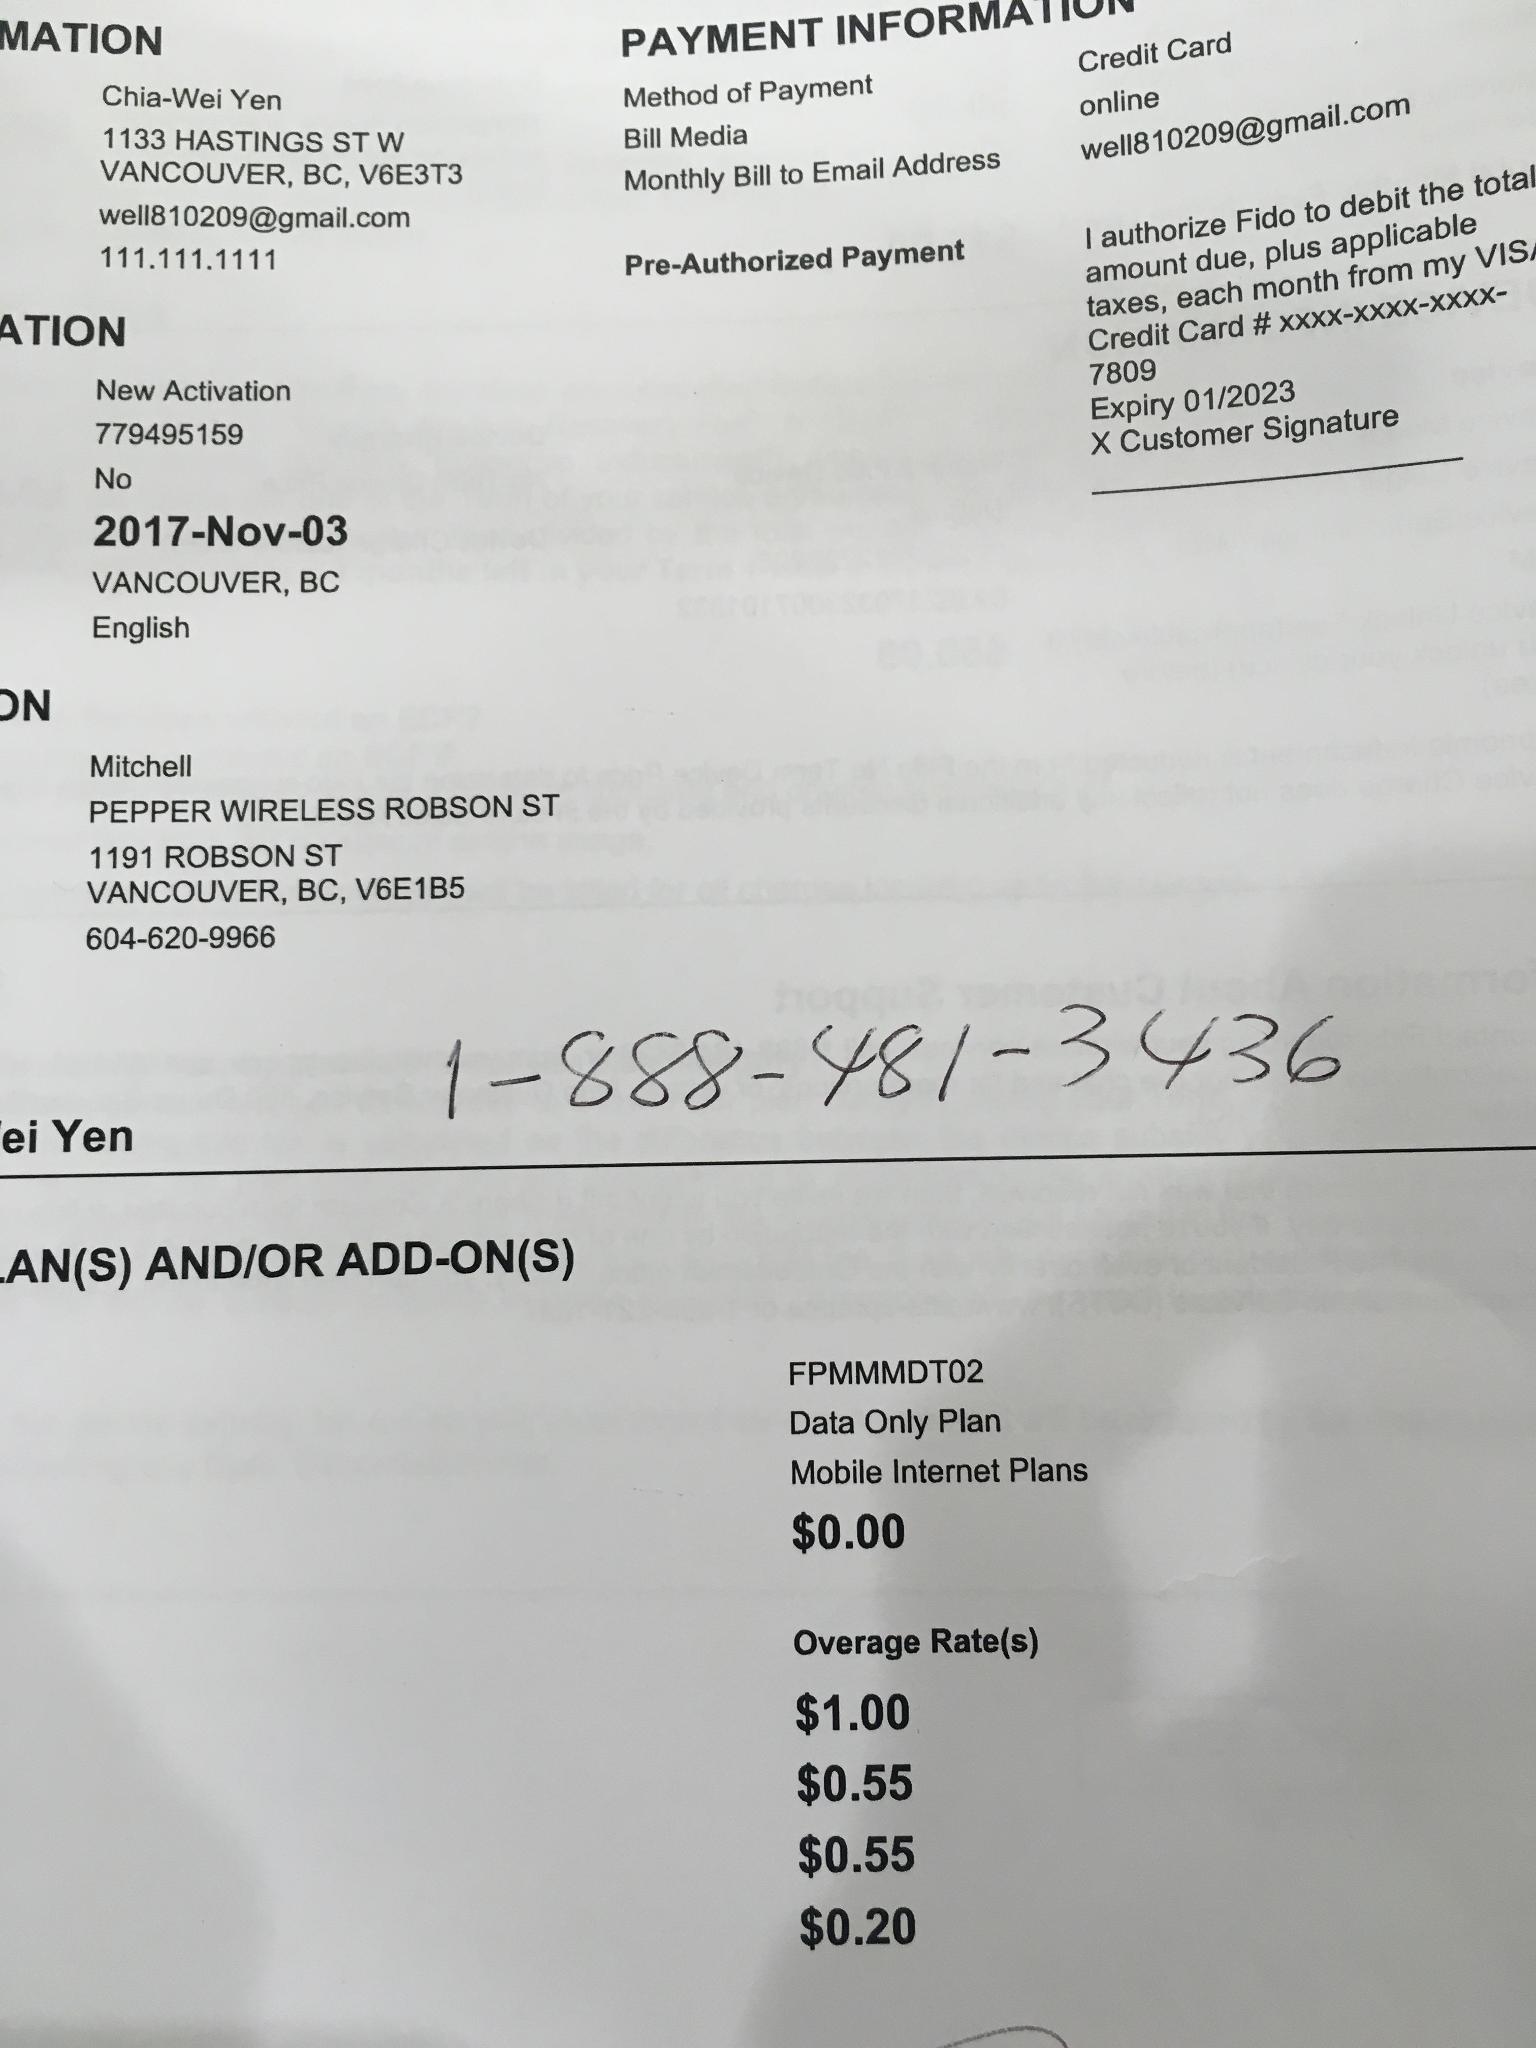 MATION
Chia-Wei Yen
1133 HASTINGS ST W
VANCOUVER, BC, V6E3T3
well810209@gmail.com
111.111.1111
PAYMENT INFORMATION
Method of Payment
Credit Card
Bill Media
online
Monthly Bill to Email Address
well810209@gmail.com
Pre-Authorized Payment
I authorize Fido to debit the total
amount due, plus applicable
taxes, each month from my VISA
Credit Card # xxxx-xxxx-xxxx-
7809
Expiry 01/2023
X Customer Signature
ATION
New Activation
779495159
No
2017-Nov-03
VANCOUVER, BC
English
ON
Mitchell
PEPPER WIRELESS ROBSON ST
1191 ROBSON ST
VANCOUVER, BC, V6E1B5
604-620-9966
1-888-481-3436
ei Yen
LAN(S) AND/OR ADD-ON(S)
FPMMMDT02
Data Only Plan
Mobile Internet Plans
$0.00
Overage Rate(s)
$1.00
$0.55
$0.55
$0.20